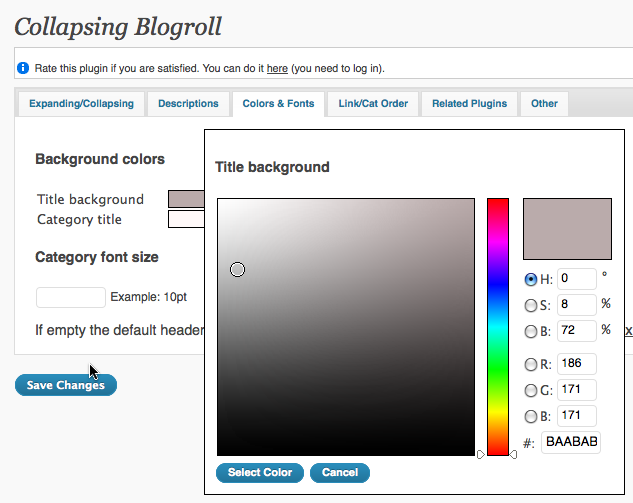 Collapsing Blogroll
Rate this plugin if you are satisfied. You can do it here (you need to log in).
Expanding/Collapsing Descriptions Colors & Fonts Link/Cat Order Related Plugins Other
Background colors
Title background
Category title
Category font size
Example: 10pt
If empty the default header
x
Save Changes
Title background
H: 0 °
S: 8 %
B: 72 %
R: 186
G: 171
B: 171
#: BAABAB
Select Color Cancel